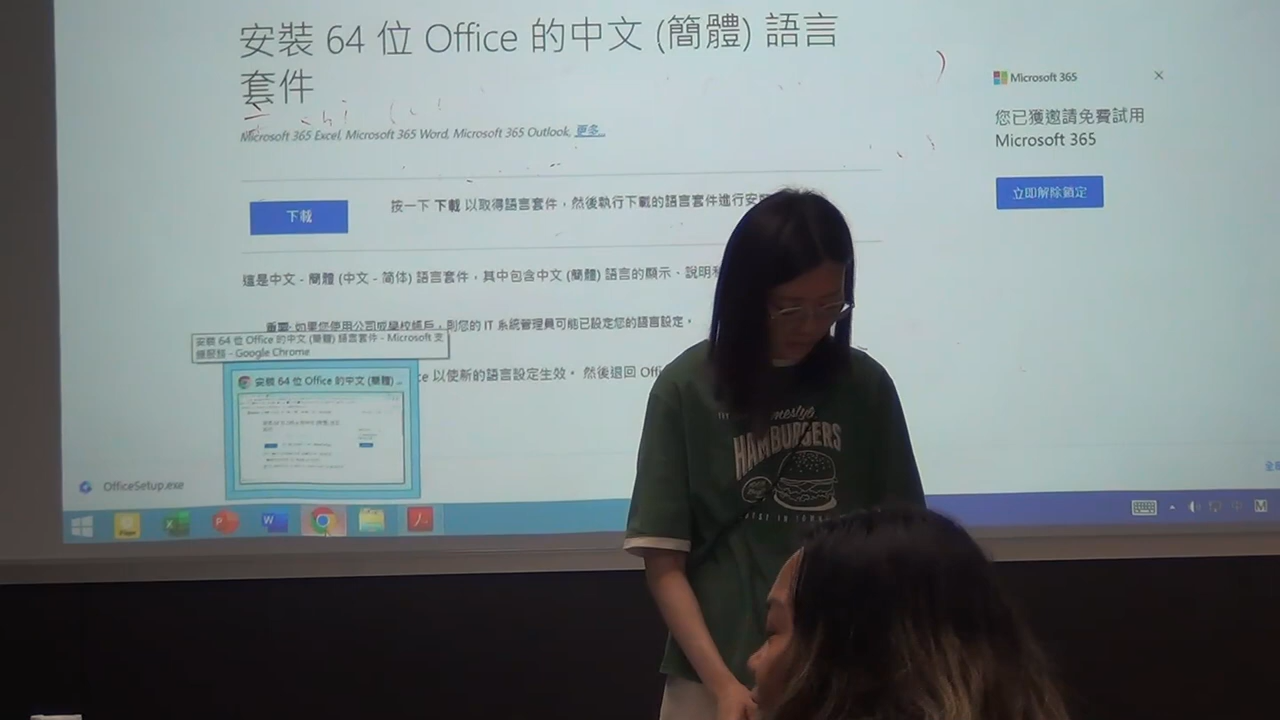 安裝 64 位 Office 的中文 (簡體) 語言
套件
Microsoft 365 Excel, Microsoft 365 Word, Microsoft 365 Outlook, 更多...
下載
按一下 下載 以取得語言套件，然後執行下載的語言套件進行安
這是中文 - 簡體 (中文 - 简体) 語言套件，其中包含中文 (簡體) 語言的顯示、說明
重要: 如果您使用公司或學校帳戶，則您的 IT 系統管理員可能已設定您的語言設定。
以使新的語言設定生效。 然後退回
安裝 64 位 Office 的中文 (簡體) 語言套件 - Microsoft 支
援服務 - Google Chrome
安裝 64 位 Office 的中文 (簡體) ...
OfficeSetup.exe
Microsoft 365
您已獲邀請免費試用
Microsoft 365
立即解除鎖定
HAMBURGERS
中
M